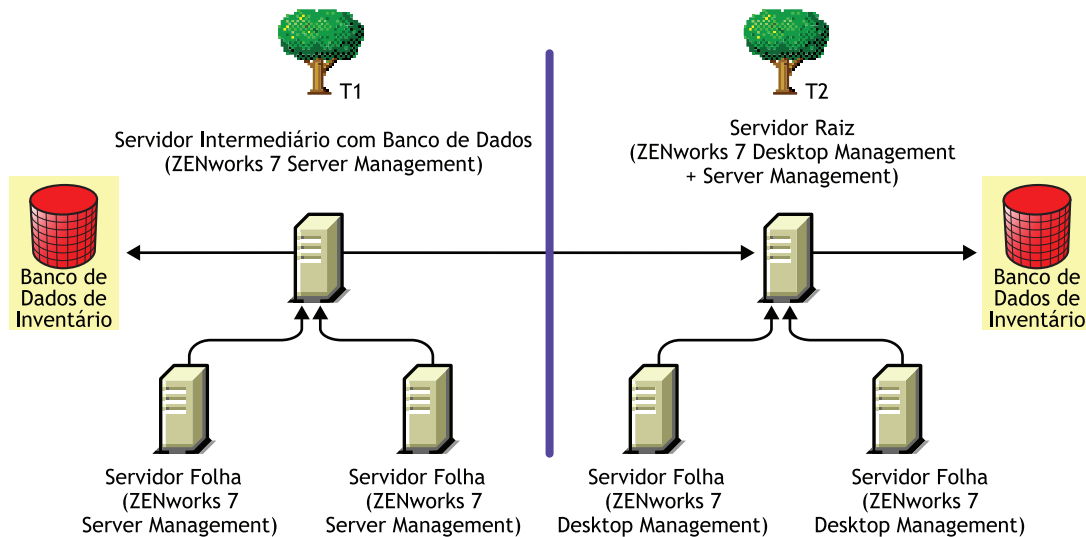 T1
T2
Servidor Intermediário com Banco de Dados
(ZENworks 7 Server Management)
Servidor Raiz
(ZENworks 7 Desktop Management
+ Server Management)
Banco de
Dados de
Inventário
Banco de
Dados de
Inventário
Servidor Folha
(ZENworks 7
Server Management)
Servidor Folha
(ZENworks 7
Server Management)
Servidor Folha
(ZENworks 7
Desktop Management)
Servidor Folha
(ZENworks 7
Desktop Management)